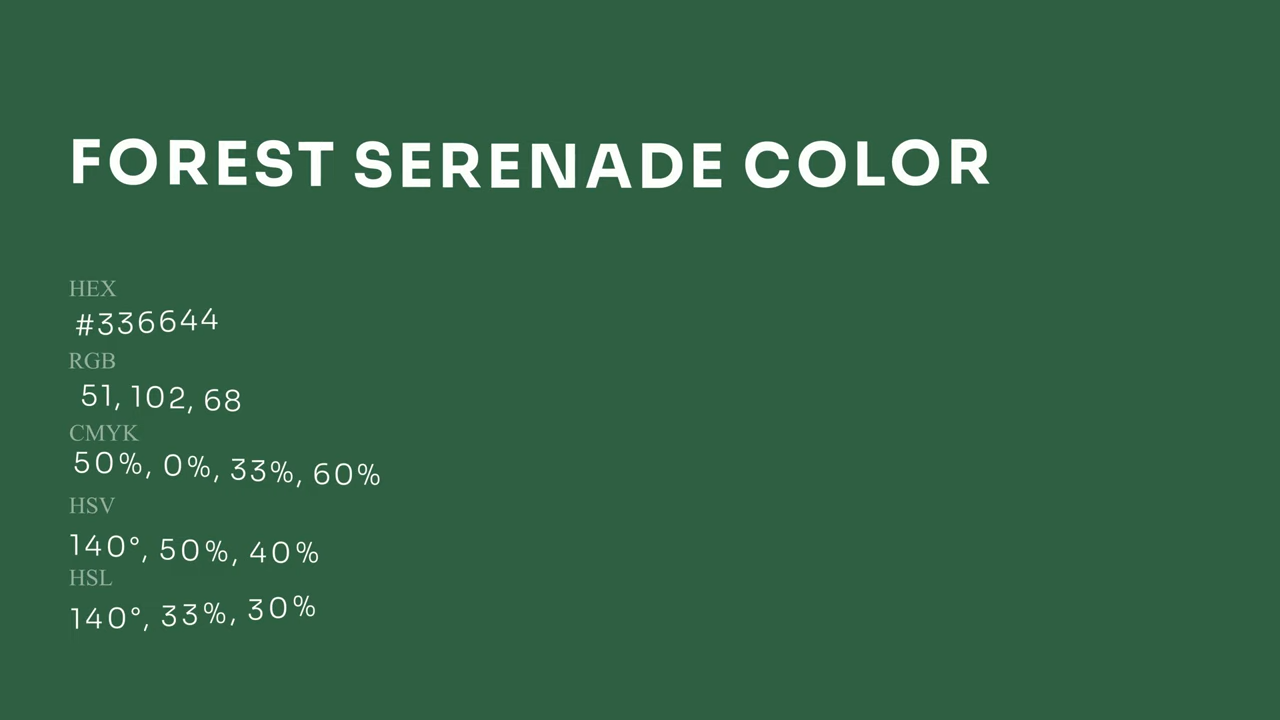 FOREST SERENADE COLOR
HEX
#336644
RGB
51, 102, 68
CMYK
50%, 0%, 33%, 60%
HSV
140°, 50%, 40%
HSL
140°, 33%, 30%